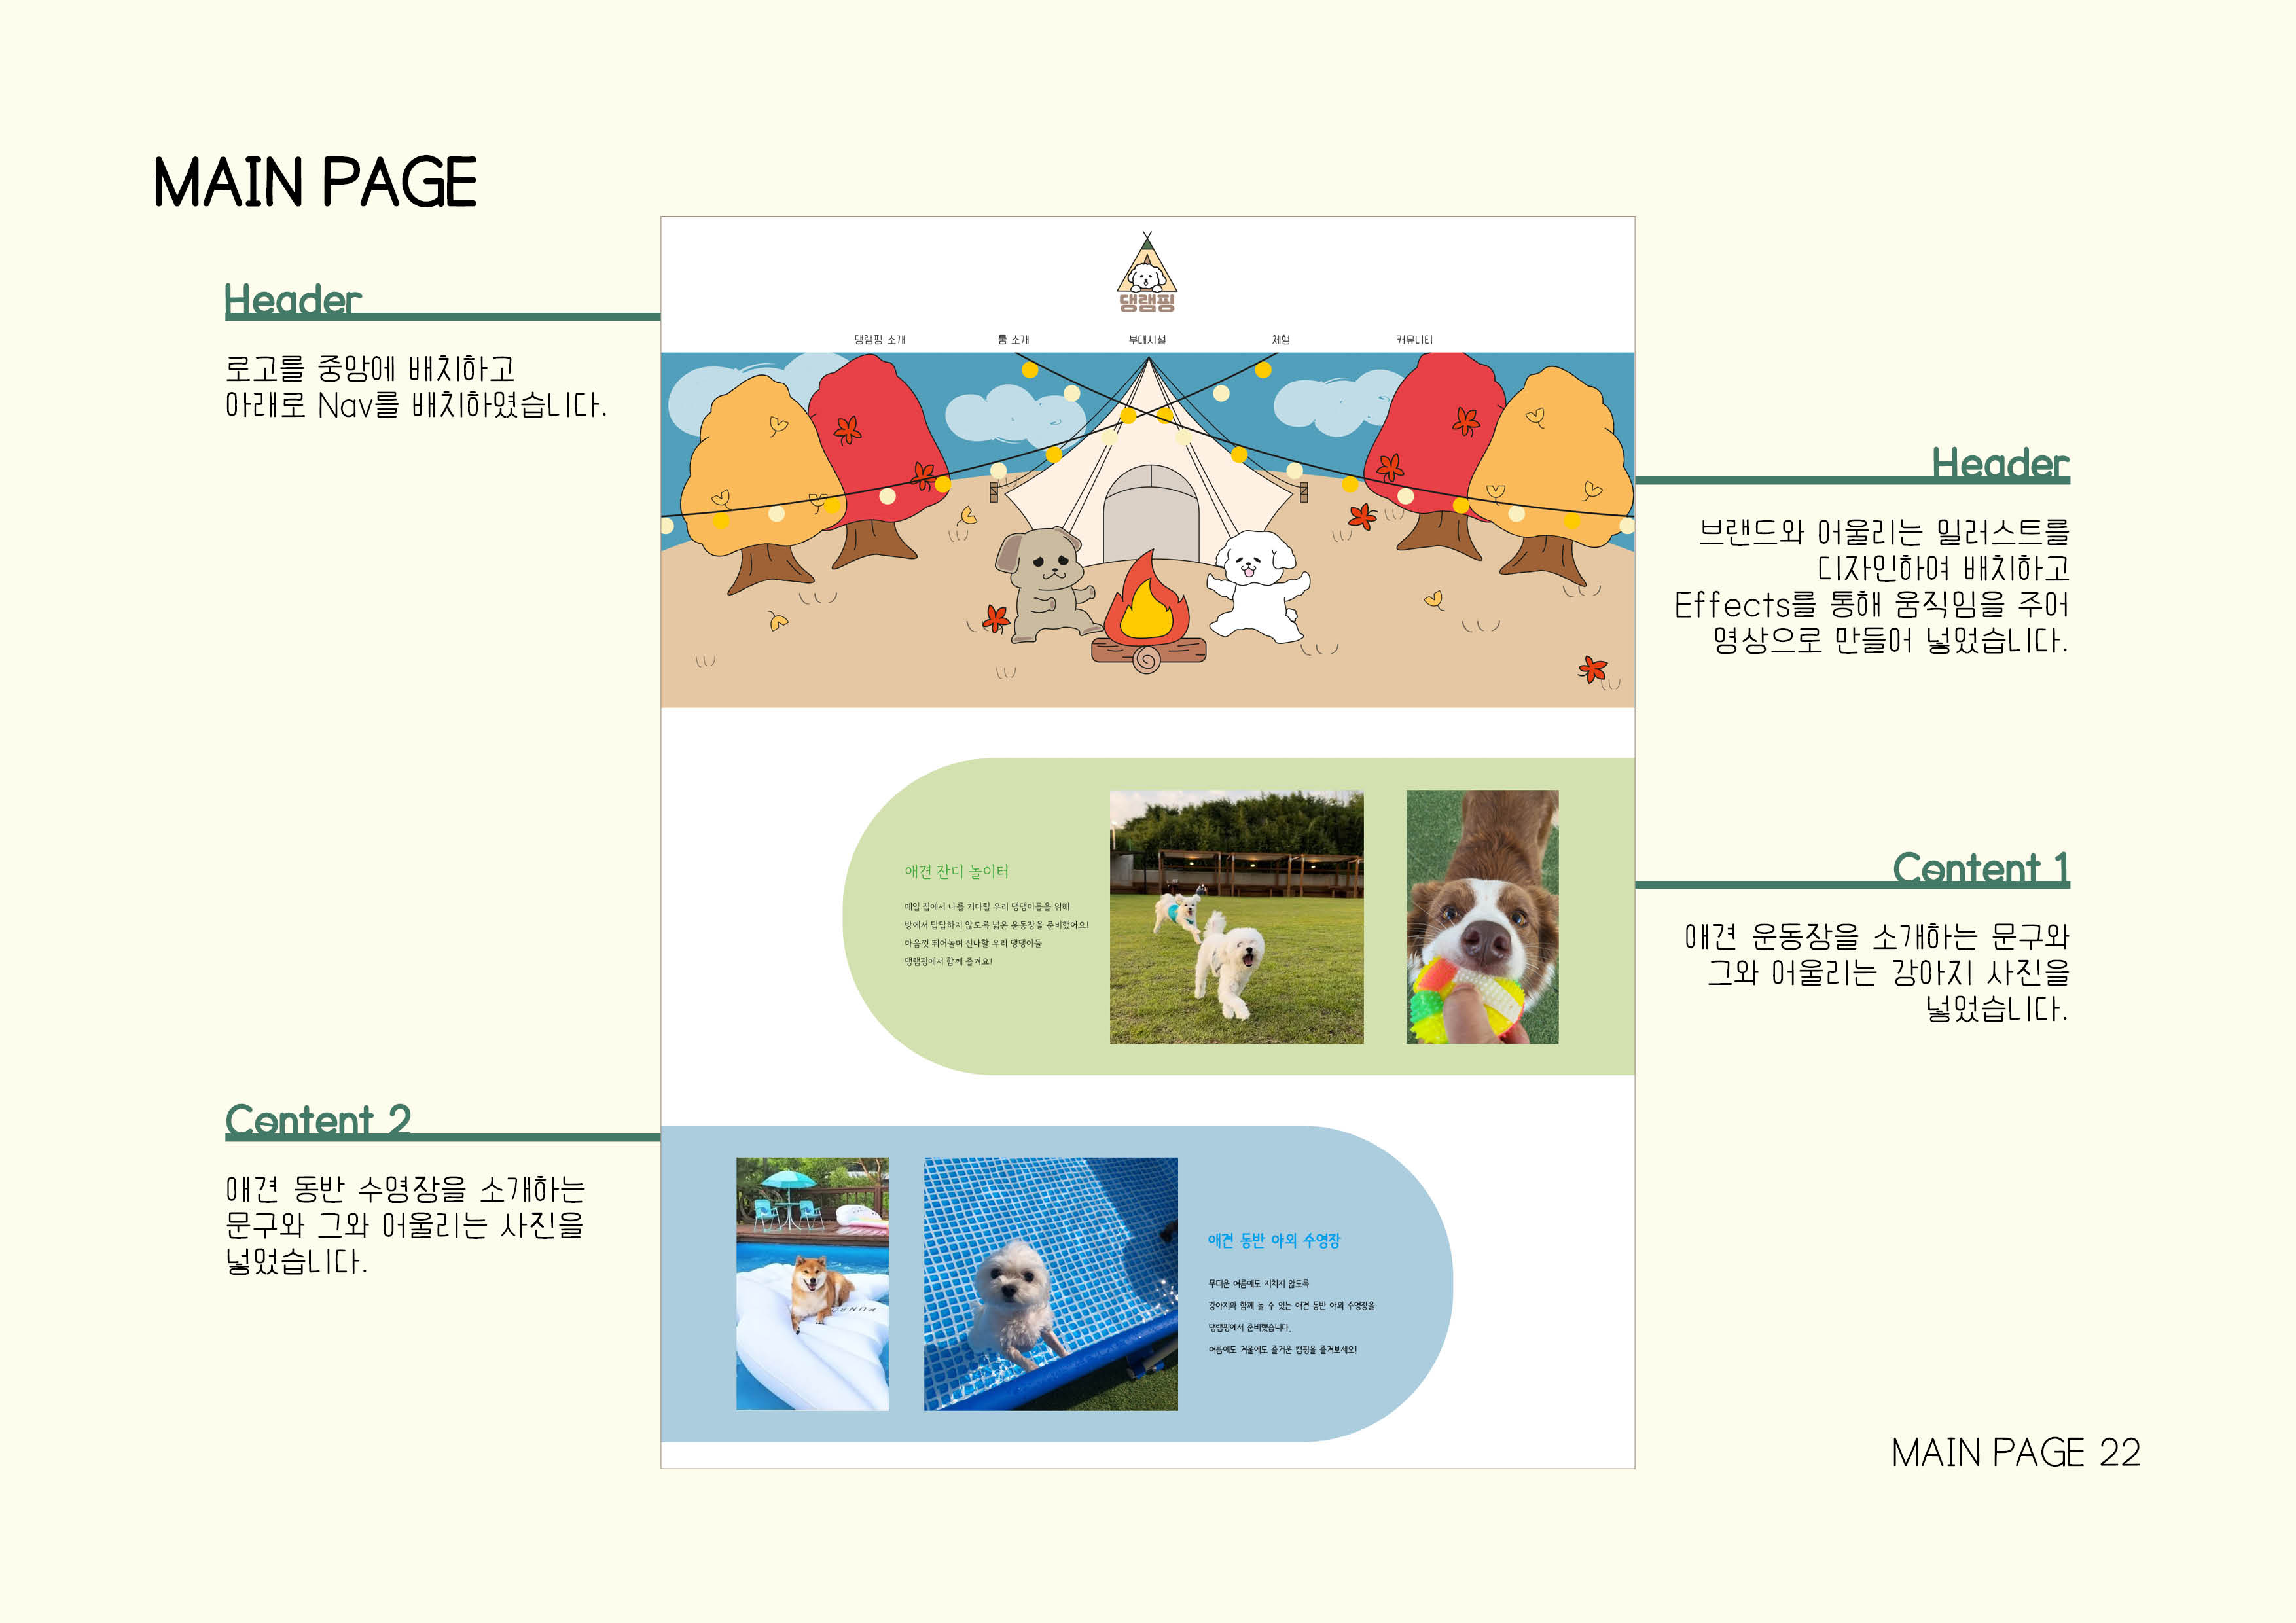 MAIN PAGE
Header
로고를 중앙에 배치하고
아래로 Nav를 배치하였습니다.
댕램핑
댐램핑 소개
룸 소개
부대시설
체험
커뮤니티
Header
브랜드와 어울리는 일러스트를
디자인하여 배치하고
Effects를 통해 움직임을 주어
영상으로 만들어 넣었습니다.
애견 잔디 놀이터
매일 집에서 나를 기다릴 우리 댕댕이들을 위해
방에서 답답하지 않도록 넓은 운동장을 준비했어요!
마음껏 뛰어놀며 신나할 우리 댕댕이들
댕램핑에서 함께 즐겨요!
Content 1
애견 운동장을 소개하는 문구와
그와 어울리는 강아지 사진을
넣었습니다.
Content 2
애견 동반 수영장을 소개하는
문구와 그와 어울리는 사진을
넣었습니다.
애견 동반 야외 수영장
무더운 여름에도 지치지 않도록
강아지와 함께 놀 수 있는 애견 동반 야외 수영장을
댕램핑에서 준비했습니다.
여름에도 겨울에도 즐거운 캠핑을 즐겨보세요!
MAIN PAGE 22